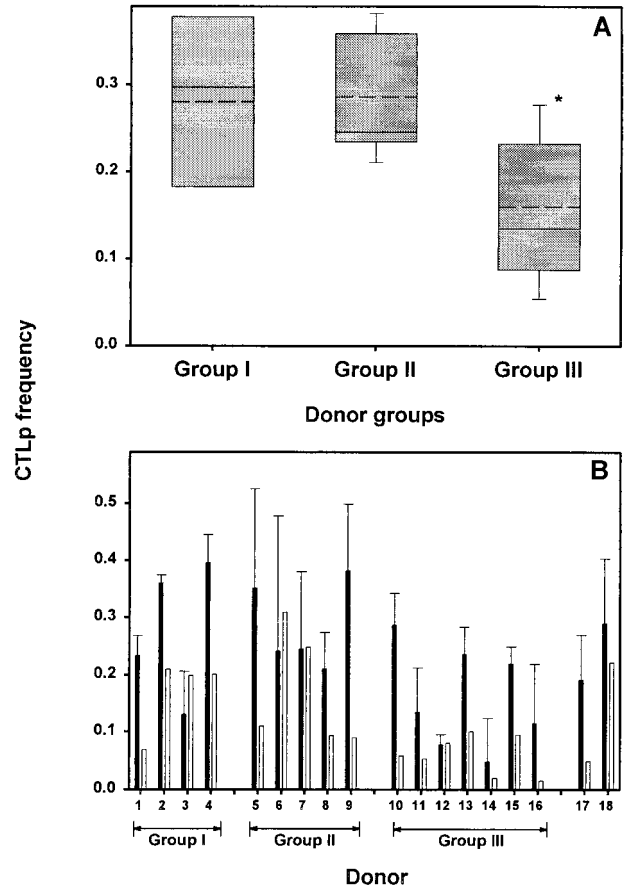 A
0.3
0.2
0.1
0.0
Group I Group II Group III
*
Donor groups
CTLp frequency
B
0.5
0.4
0.3
0.2
0.1
0.0
1 2 3 4 5 6 7 8 9 10 11 12 13 14 15 16 17 18
Group I Group II Group III
Donor